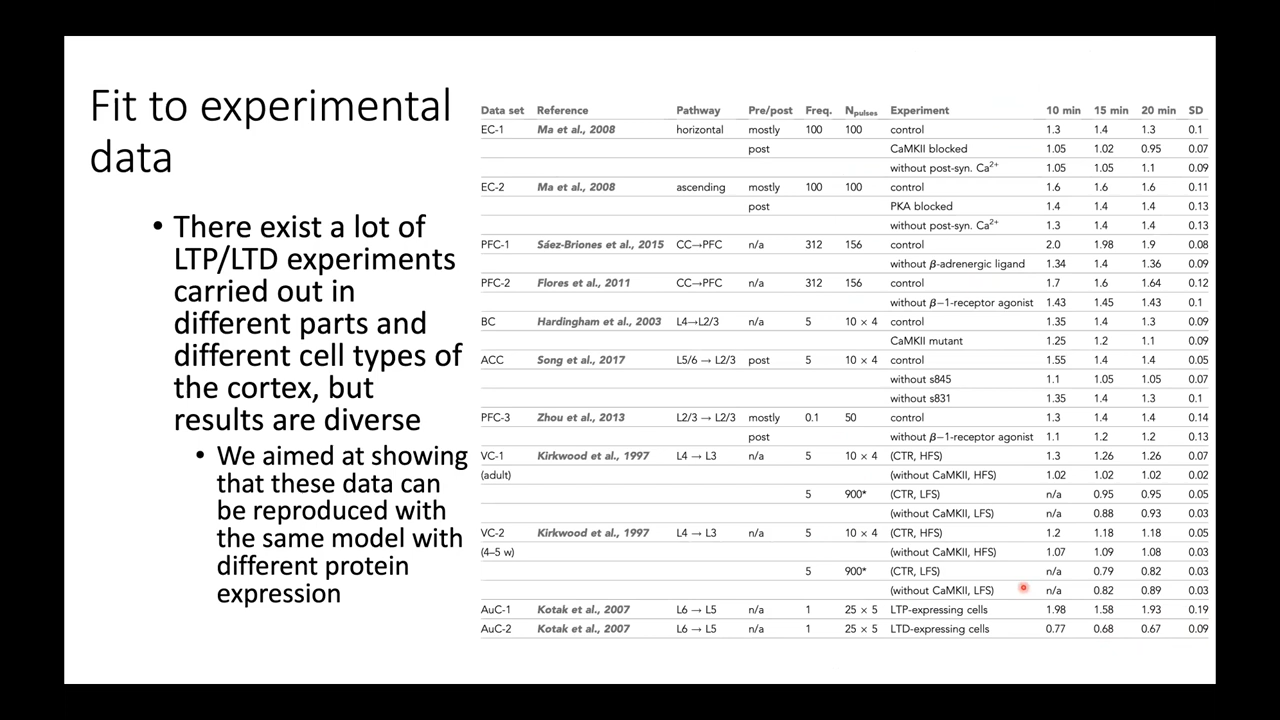 Fit to experimental
data
• There exist a lot of
LTP/LTD experiments
carried out in
different parts and
different cell types of
the cortex, but
results are diverse
• We aimed at showing
that these data can
be reproduced with
the same model with
different protein
expression
Data set Reference Pathway Pre/post Freq. Npulses Experiment 10 min 15 min 20 min SD
EC-1 Ma et al., 2008 horizontal mostly 100 100 control 1.3 1.4 1.3 0.1
post CaMKII blocked 1.05 1.02 0.95 0.07
without post-syn. Ca2+ 1.05 1.05 1.1 0.09
EC-2 Ma et al., 2008 ascending mostly 100 100 control 1.6 1.6 1.6 0.11
post PKA blocked 1.4 1.4 1.4 0.13
without post-syn. Ca2+ 1.3 1.4 1.4 0.13
PFC-1 Sáez-Briones et al., 2015 CC→PFC n/a 312 156 control 2.0 1.98 1.9 0.08
without β-adrenergic ligand 1.34 1.4 1.36 0.09
PFC-2 Flores et al., 2011 CC→PFC n/a 312 156 control 1.7 1.6 1.64 0.12
without β−1-receptor agonist 1.43 1.45 1.43 0.1
BC Hardingham et al., 2003 L4→L2/3 n/a 5 10 × 4 control 1.35 1.4 1.3 0.09
CaMKII mutant 1.25 1.2 1.1 0.09
ACC Song et al., 2017 L5/6 → L2/3 post 5 10 × 4 control 1.55 1.4 1.4 0.05
without s845 1.1 1.05 1.05 0.07
without s831 1.35 1.4 1.3 0.1
PFC-3 Zhou et al., 2013 L2/3 → L2/3 mostly 0.1 50 control 1.3 1.4 1.4 0.14
post without β−1-receptor agonist 1.1 1.2 1.2 0.13
VC-1 Kirkwood et al., 1997 L4 → L3 n/a 5 10 × 4 (CTR, HFS) 1.3 1.26 1.26 0.07
(adult) (without CaMKII, HFS) 1.02 1.02 1.02 0.02
5 900* (CTR, LFS) n/a 0.95 0.95 0.05
(without CaMKII, LFS) n/a 0.88 0.93 0.03
VC-2 Kirkwood et al., 1997 L4 → L3 n/a 5 10 × 4 (CTR, HFS) 1.2 1.18 1.18 0.05
(4–5 w) (without CaMKII, HFS) 1.07 1.09 1.08 0.03
5 900* (CTR, LFS) n/a 0.79 0.82 0.03
(without CaMKII, LFS) n/a 0.82 0.89 0.03
AuC-1 Kotak et al., 2007 L6 → L5 n/a 1 25 × 5 LTP-expressing cells 1.98 1.58 1.93 0.19
AuC-2 Kotak et al., 2007 L6 → L5 n/a 1 25 × 5 LTD-expressing cells 0.77 0.68 0.67 0.09